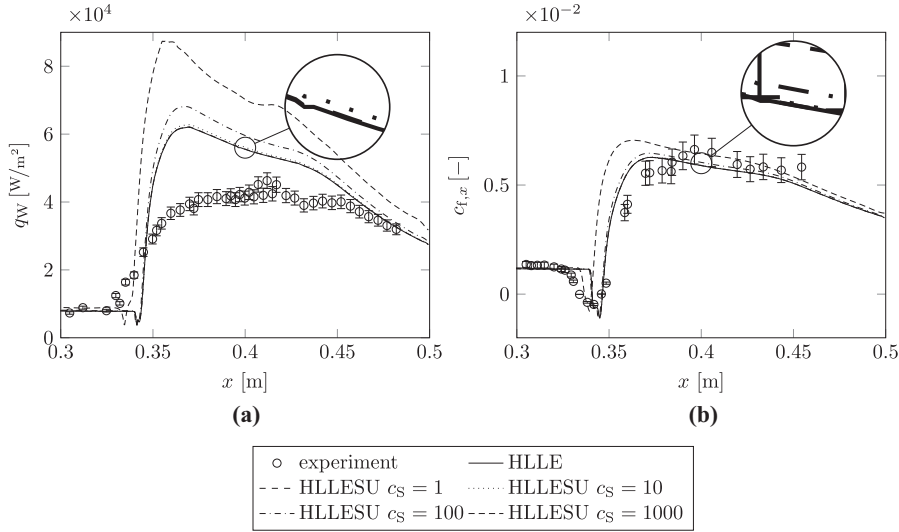 ×10⁴
8
6
4
2
0
q_W [W/m²]
0.3 0.35 0.4 0.45 0.5
x [m]
(a)
×10⁻²
1
0.5
0
c_f,x [−]
0.3 0.35 0.4 0.45 0.5
x [m]
(b)
experiment HLLE
HLLESU c_S = 1 HLLESU c_S = 10
HLLESU c_S = 100 HLLESU c_S = 1000